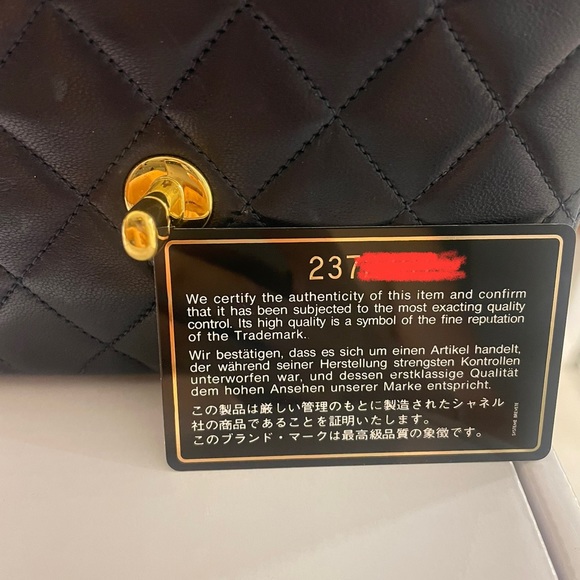 237
We certify the authenticity of this item and confirm
that it has been subjected to the most exacting quality
control. Its high quality is a symbol of the fine reputation
of the Trademark.
Wir bestätigen, dass es sich um einen Artikel handelt,
der während seiner Herstellung strengsten Kontrollen
unterworfen war, und dessen erstklassige Qualität
dem hohen Ansehen unserer Marke entspricht.
この製品は厳しい管理のもとに製造されたシャネル
社の商品であることを証明いたします。
このブランド・マークは最高級品質の象徴です。